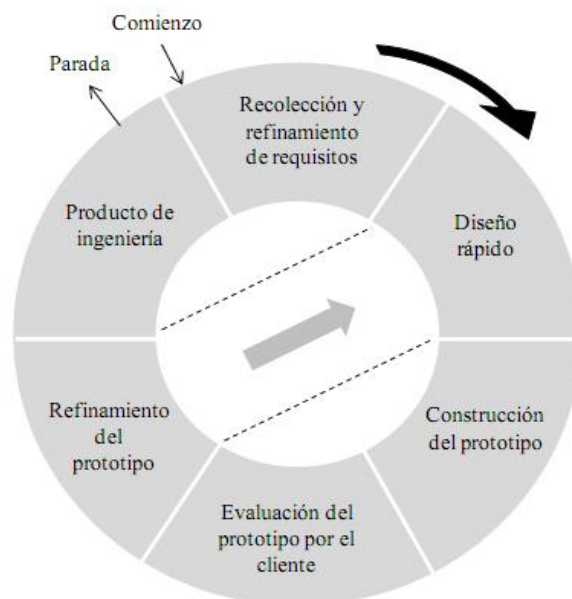 Comienzo
Parada
Recolección y
refinamiento
de requisitos
Diseño
rápido
Construcción
del prototipo
Evaluación del
prototipo por el
cliente
Refinamiento
del
prototipo
Producto de
ingeniería